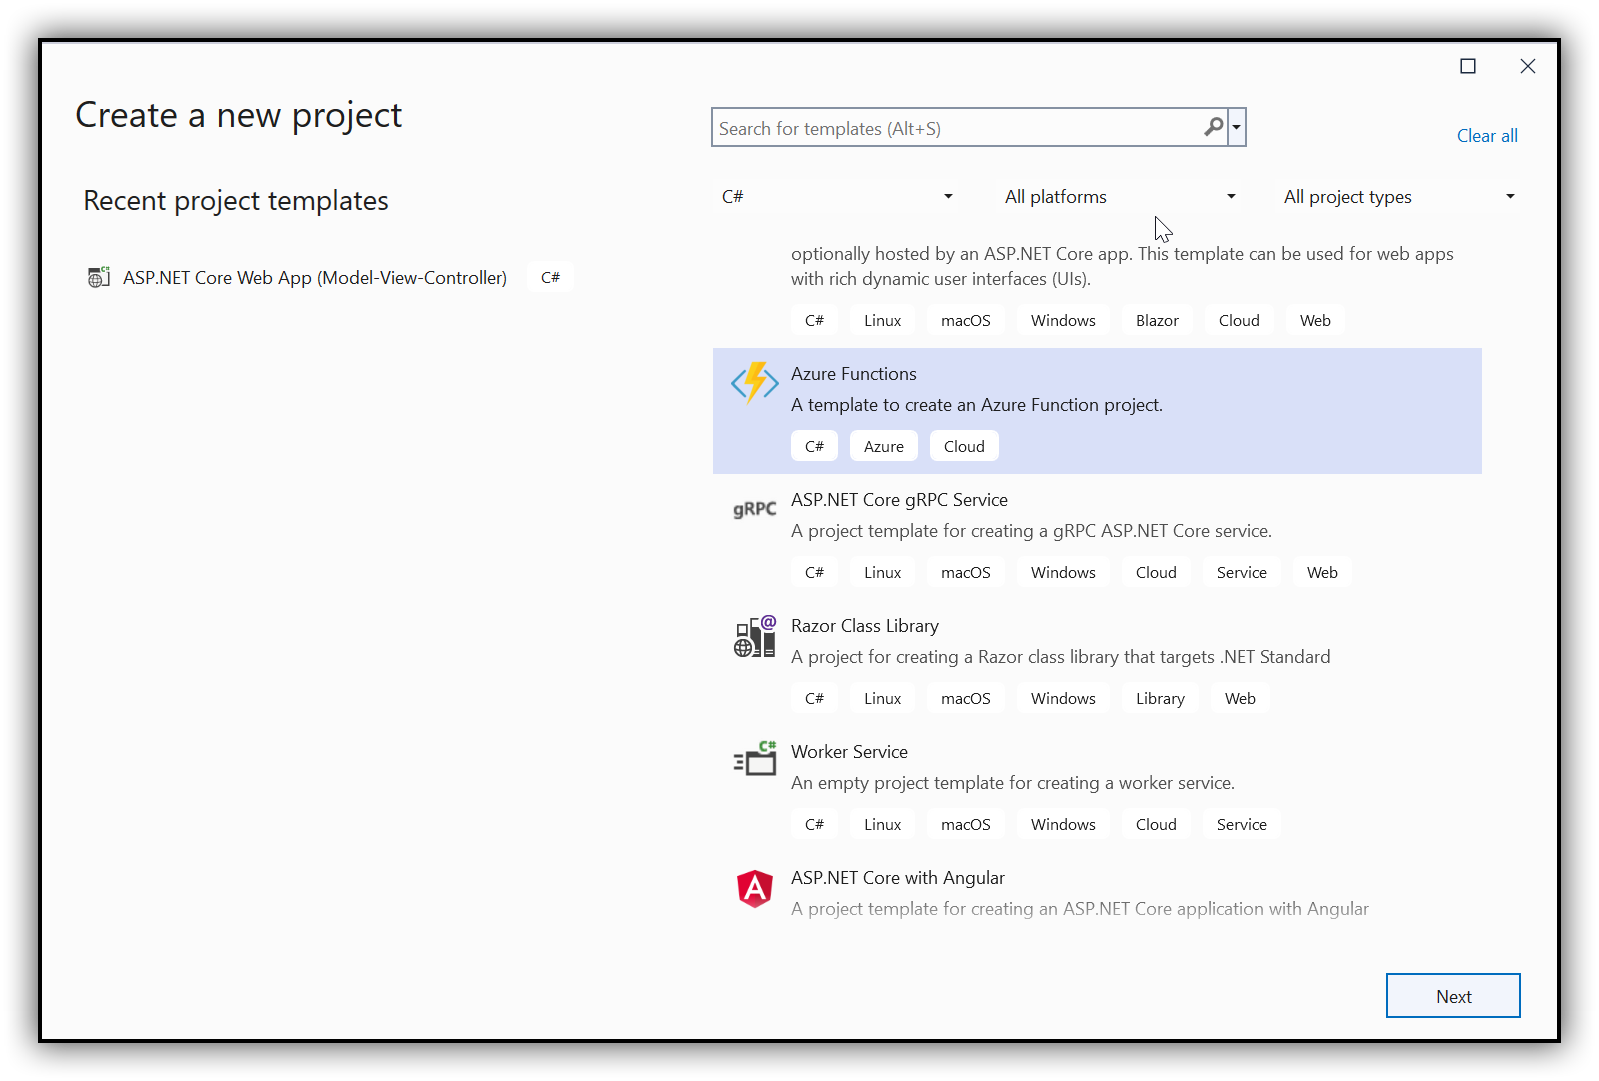 Create a new project
Search for templates (Alt+S)
Clear all
Recent project templates
C#
All platforms
All project types
ASP.NET Core Web App (Model-View-Controller) C#
optionally hosted by an ASP.NET Core app. This template can be used for web apps
with rich dynamic user interfaces (UIs).
C# Linux macOS Windows Blazor Cloud Web
Azure Functions
A template to create an Azure Function project.
C# Azure Cloud
gRPC
ASP.NET Core gRPC Service
A project template for creating a gRPC ASP.NET Core service.
C# Linux macOS Windows Cloud Service Web
@
Razor Class Library
A project for creating a Razor class library that targets .NET Standard
C# Linux macOS Windows Library Web
C#
Worker Service
An empty project template for creating a worker service.
C# Linux macOS Windows Cloud Service
A
ASP.NET Core with Angular
A project template for creating an ASP.NET Core application with Angular
Next